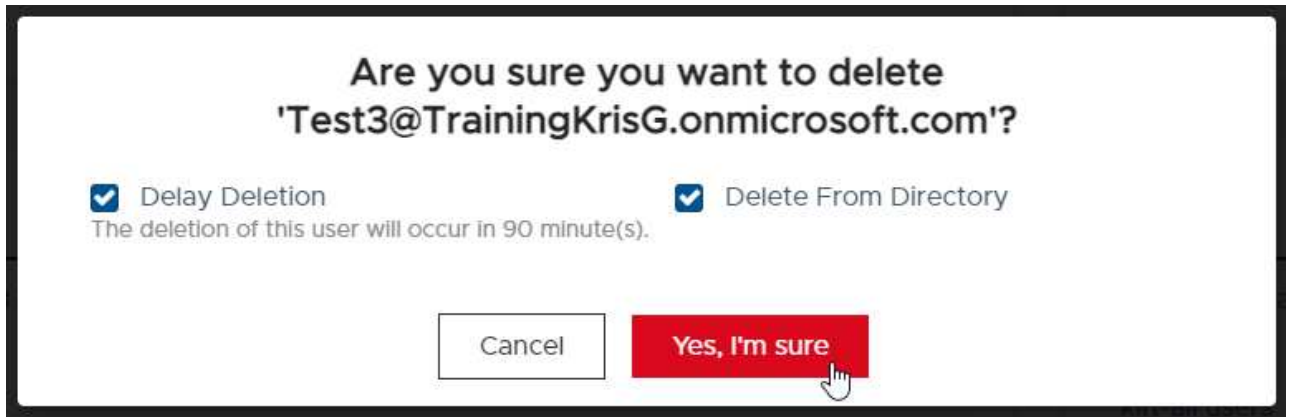 Are you sure you want to delete
'Test3@TrainingKrisG.onmicrosoft.com'?
Delay Deletion
Delete From Directory
The deletion of this user will occur in 90 minute(s).
Cancel
Yes, I'm sure